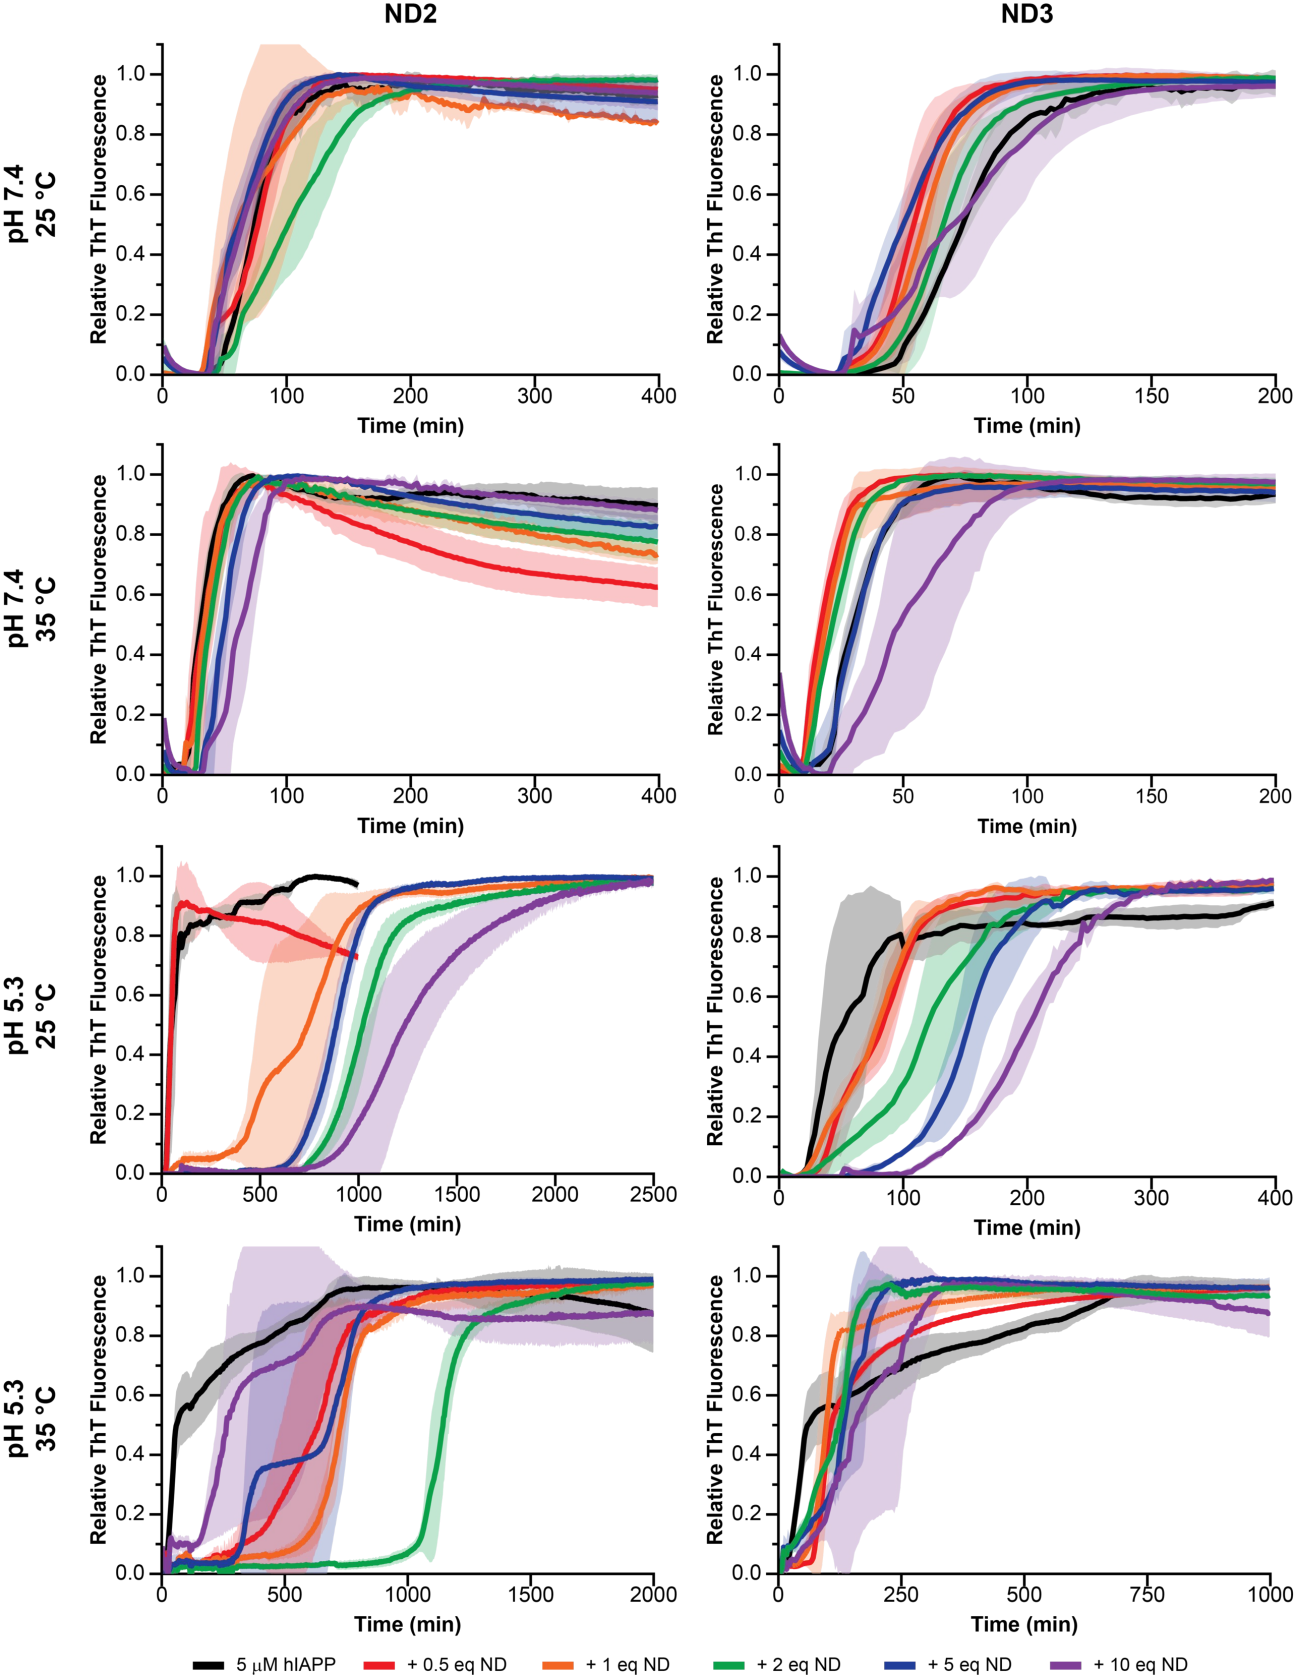 ND2
ND3
pH 7.4
25 °C
Relative ThT Fluorescence
1.0
0.8
0.6
0.4
0.2
0.0
0 100 200 300 400
Time (min)
Relative ThT Fluorescence
1.0
0.8
0.6
0.4
0.2
0.0
0 50 100 150 200
Time (min)
pH 7.4
35 °C
Relative ThT Fluorescence
1.0
0.8
0.6
0.4
0.2
0.0
0 100 200 300 400
Time (min)
Relative ThT Fluorescence
1.0
0.8
0.6
0.4
0.2
0.0
0 50 100 150 200
Time (min)
pH 5.3
25 °C
Relative ThT Fluorescence
1.0
0.8
0.6
0.4
0.2
0.0
0 500 1000 1500 2000 2500
Time (min)
Relative ThT Fluorescence
1.0
0.8
0.6
0.4
0.2
0.0
0 100 200 300 400
Time (min)
pH 5.3
35 °C
Relative ThT Fluorescence
1.0
0.8
0.6
0.4
0.2
0.0
0 500 1000 1500 2000
Time (min)
Relative ThT Fluorescence
1.0
0.8
0.6
0.4
0.2
0.0
0 250 500 750 1000
Time (min)
5 μM hIAPP + 0.5 eq ND + 1 eq ND + 2 eq ND + 5 eq ND + 10 eq ND